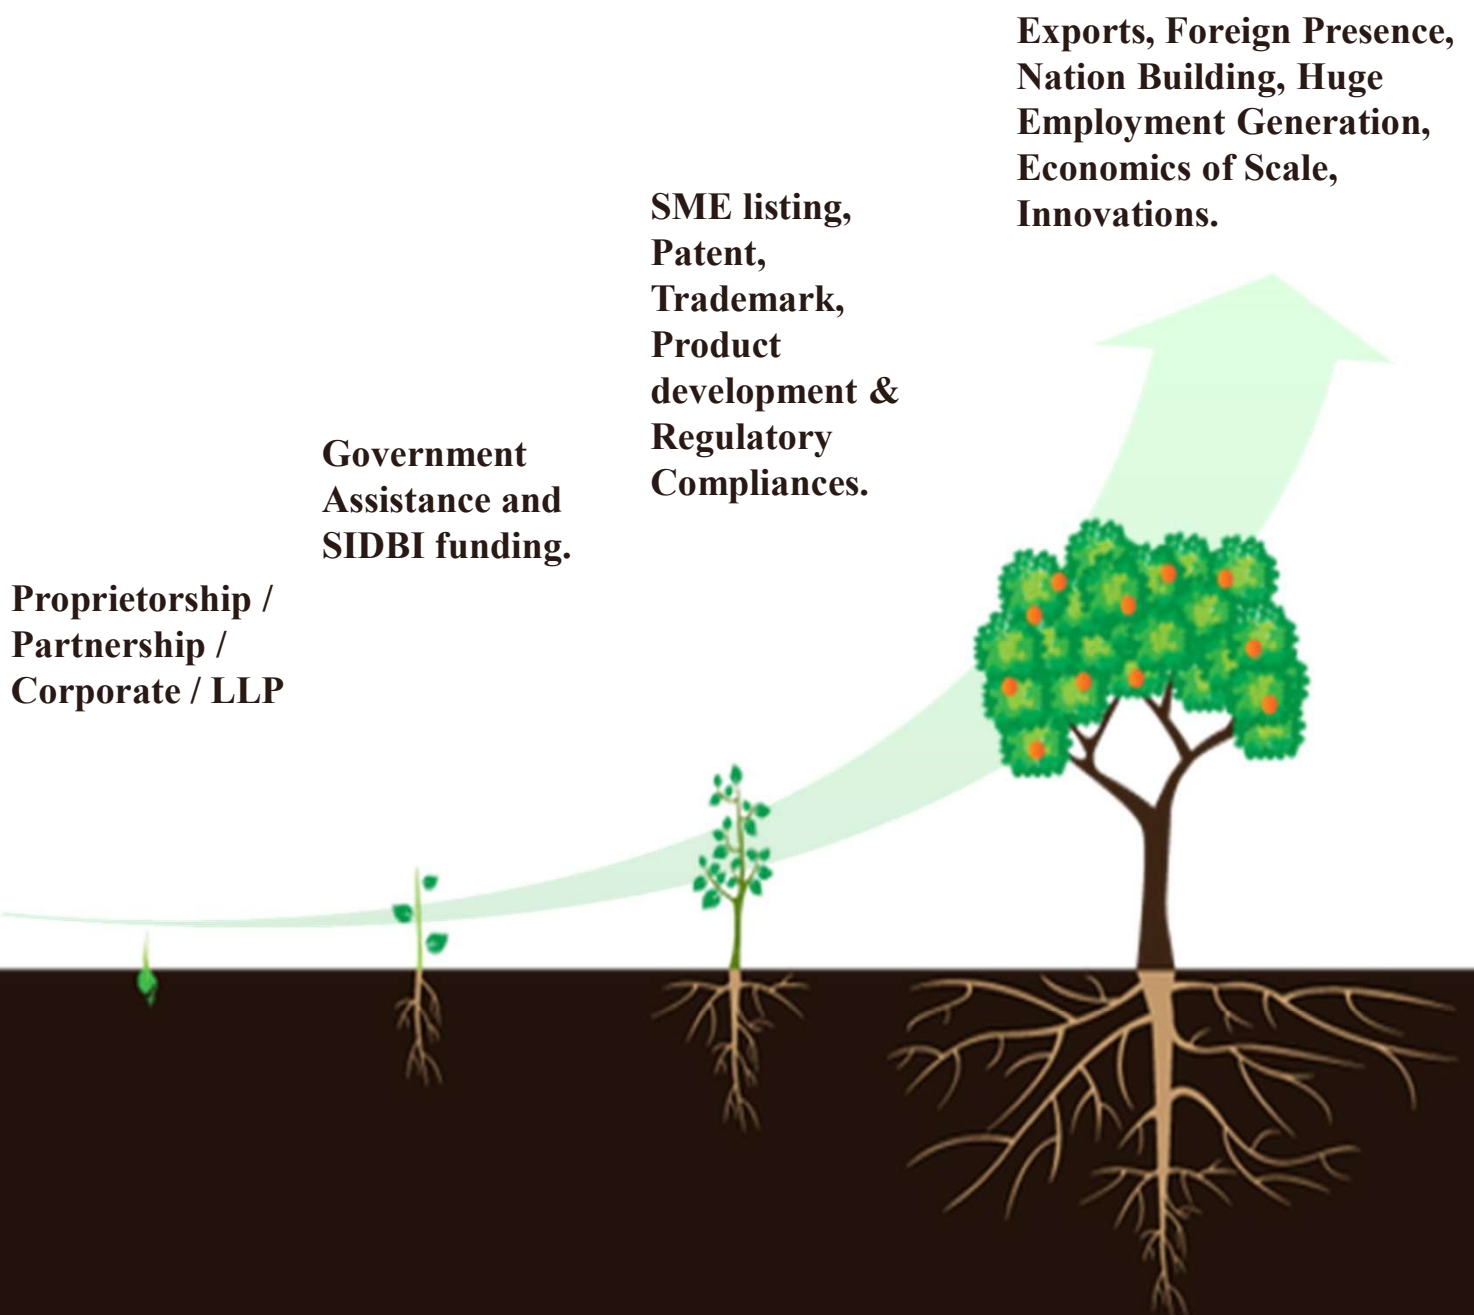 Proprietorship /
Partnership /
Corporate / LLP
Government
Assistance and
SIDBI funding.
SME listing,
Patent,
Trademark,
Product
development &
Regulatory
Compliances.
Exports, Foreign Presence,
Nation Building, Huge
Employment Generation,
Economics of Scale,
Innovations.